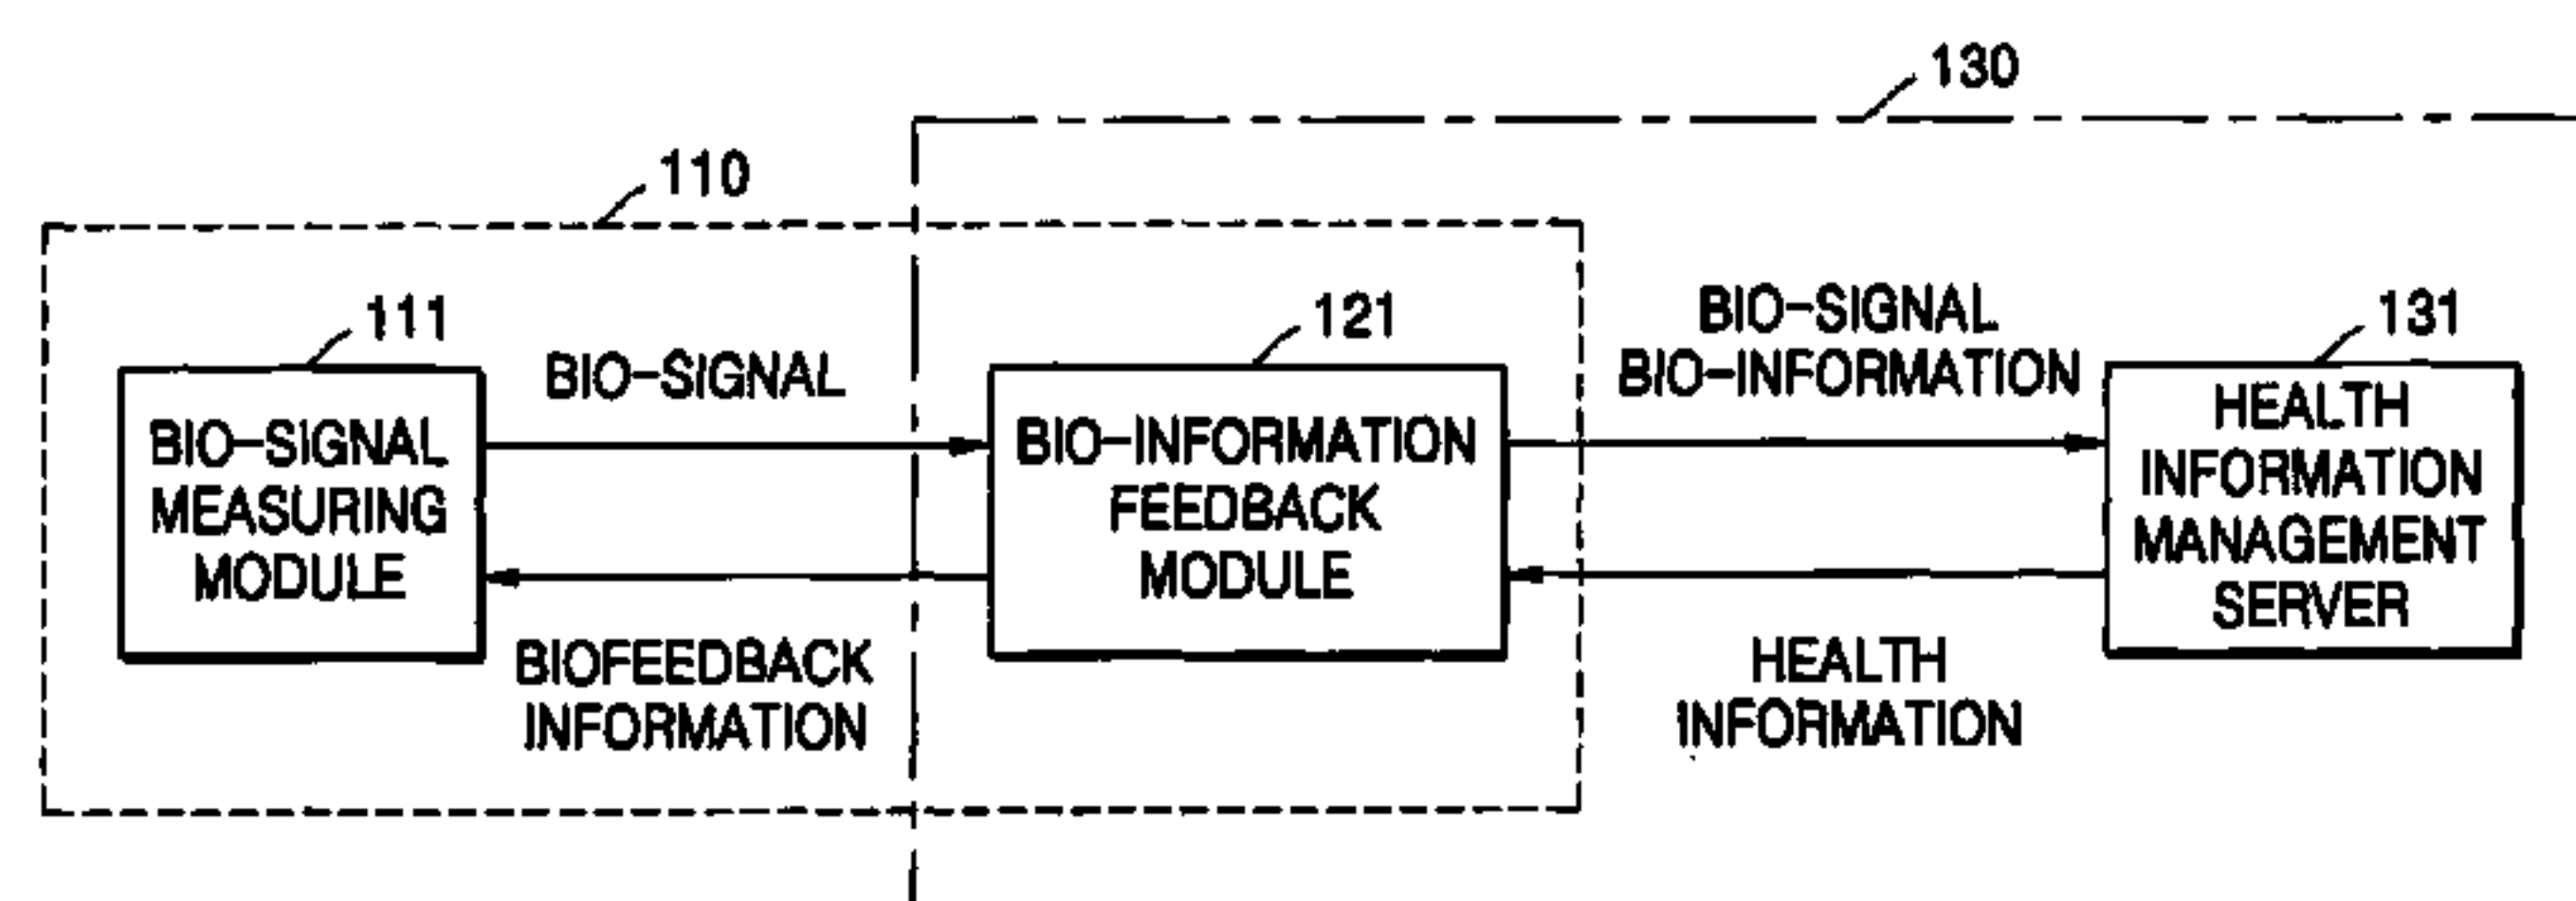 130
110
111
BIO-SIGNAL
121
BIO-SIGNAL
BIO-INFORMATION
131
BIO-SIGNAL
MEASURING
MODULE
BIO-INFORMATION
FEEDBACK
MODULE
HEALTH
INFORMATION
MANAGEMENT
SERVER
BIOFEEDBACK
INFORMATION
HEALTH
INFORMATION